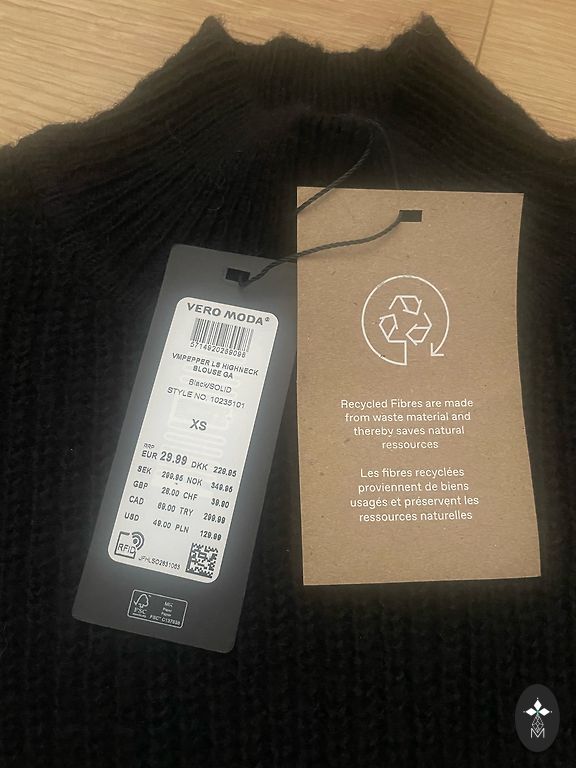 VERO MODA®
5714920269096
VMPEPPER LS HIGHNECK
BLOUSE GA
Black/SOLID
STYLE NO. 10235101
XS
RRP
EUR 29.99 DKK 229.95
SEK 299.95 NOK 349.95
GBP 28.00 CHF 39.90
CAD 69.00 TRY 299.99
USD 49.00 PLN 129.99
RFID
FSC
MIX
Paper
FSC® C137838
Recycled Fibres are made
from waste material and
thereby saves natural
ressources
Les fibres recyclées
proviennent de biens
usagés et préservent les
ressources naturelles
M